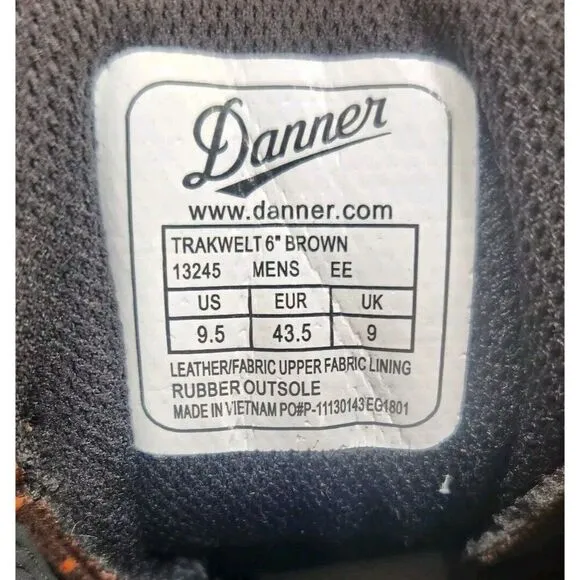 Danner
www.danner.com
TRAKWELT 6" BROWN
13245 MENS EE
US EUR UK
9.5 43.5 9
LEATHER/FABRIC UPPER FABRIC LINING
RUBBER OUTSOLE
MADE IN VIETNAM PO#P-11130143 EG1801